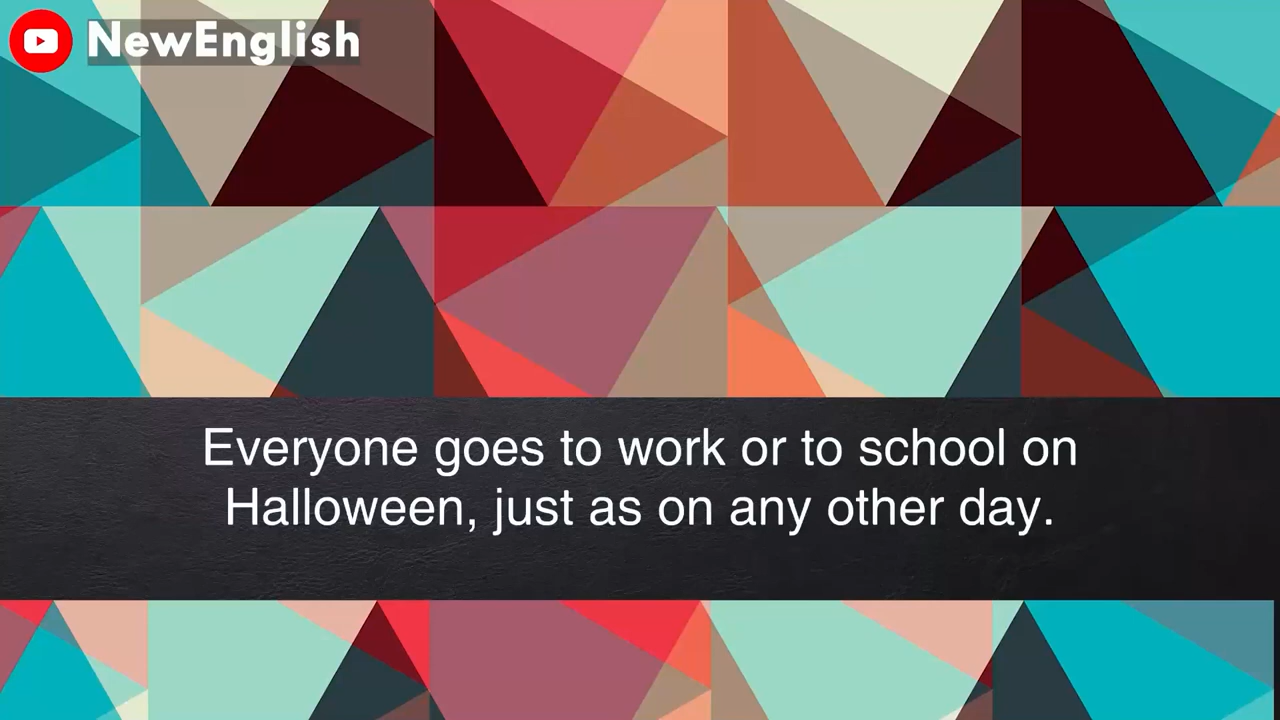 NewEnglish
Everyone goes to work or to school on
Halloween, just as on any other day.